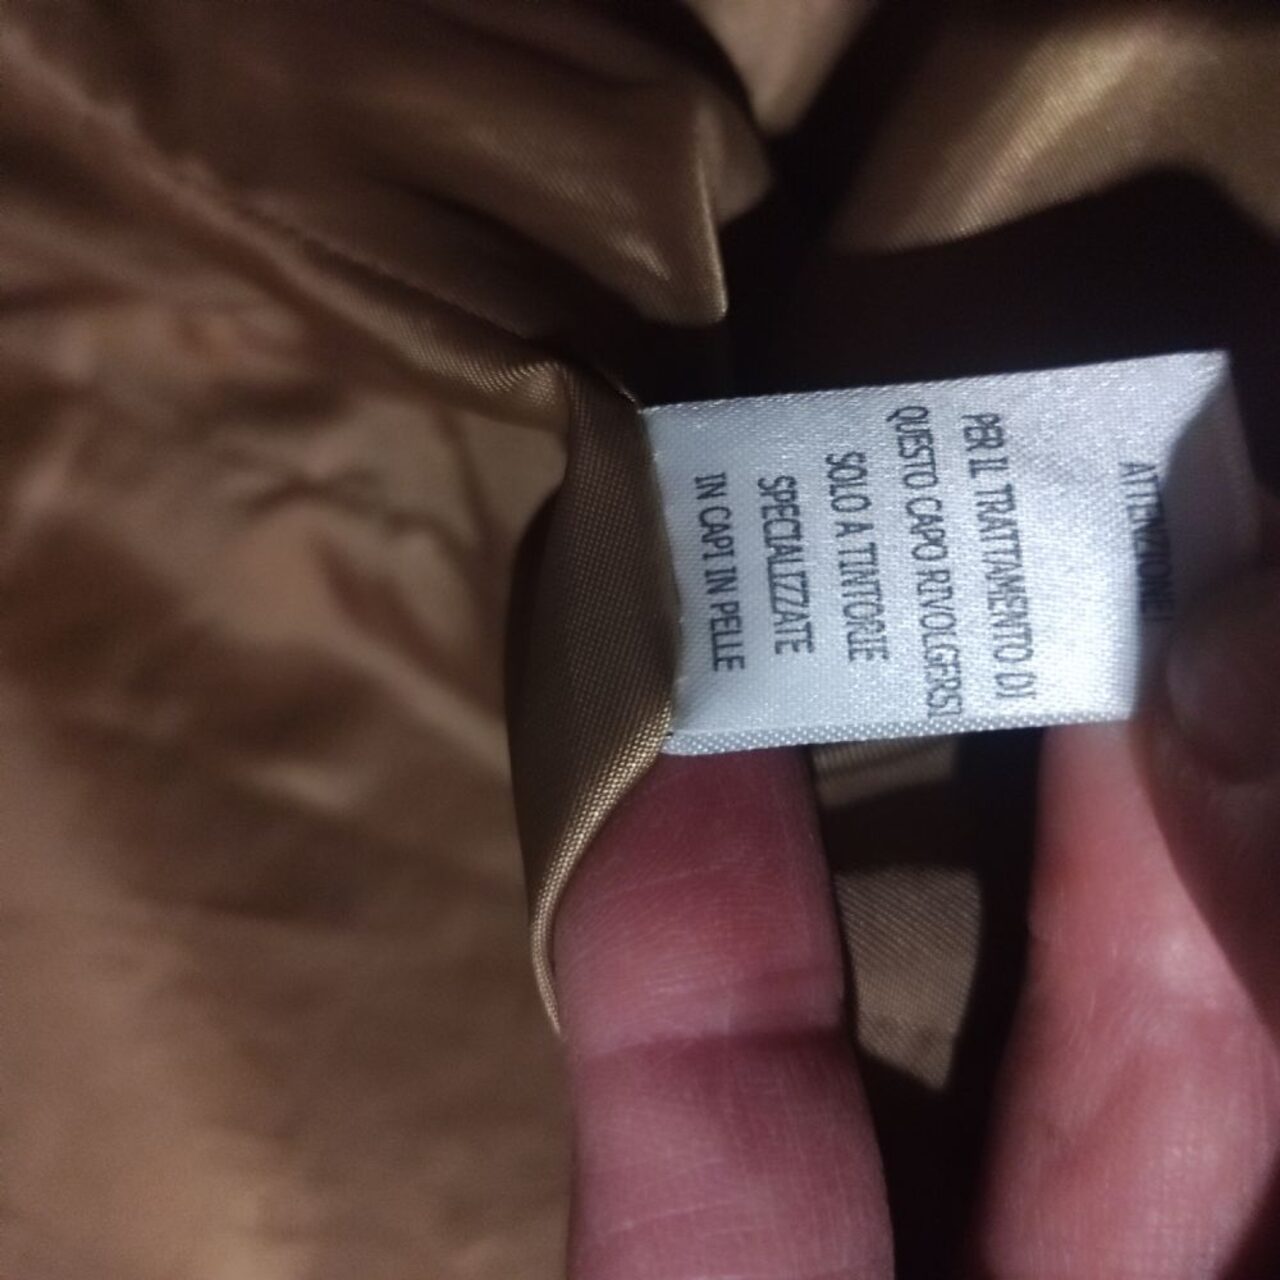 ATTENZIONE!
PER IL TRATTAMENTO DI
QUESTO CAPO RIVOLGERSI
SOLO A TINTORIE
SPECIALIZZATE
IN CAPI IN PELLE